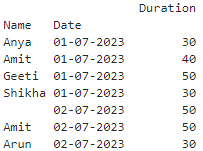 Duration
Name Date
Anya 01-07-2023 30
Amit 01-07-2023 40
Geeti 01-07-2023 50
Shikha 01-07-2023 30
02-07-2023 50
Amit 02-07-2023 50
Arun 02-07-2023 30